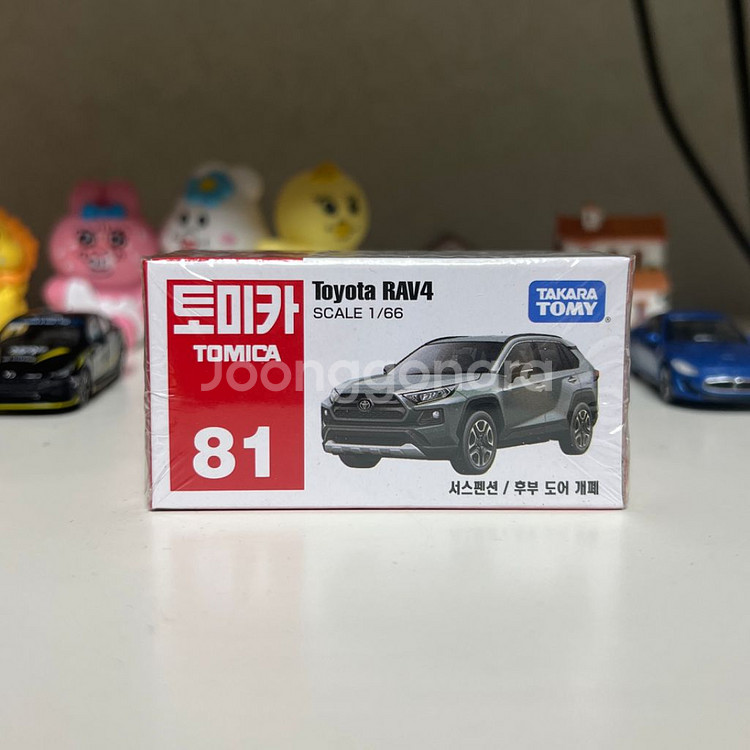 토미카
TOMICA
81
Toyota RAV4
SCALE 1/66
TAKARA
TOMY
Joonggonara
서스펜션 / 후부 도어 개폐